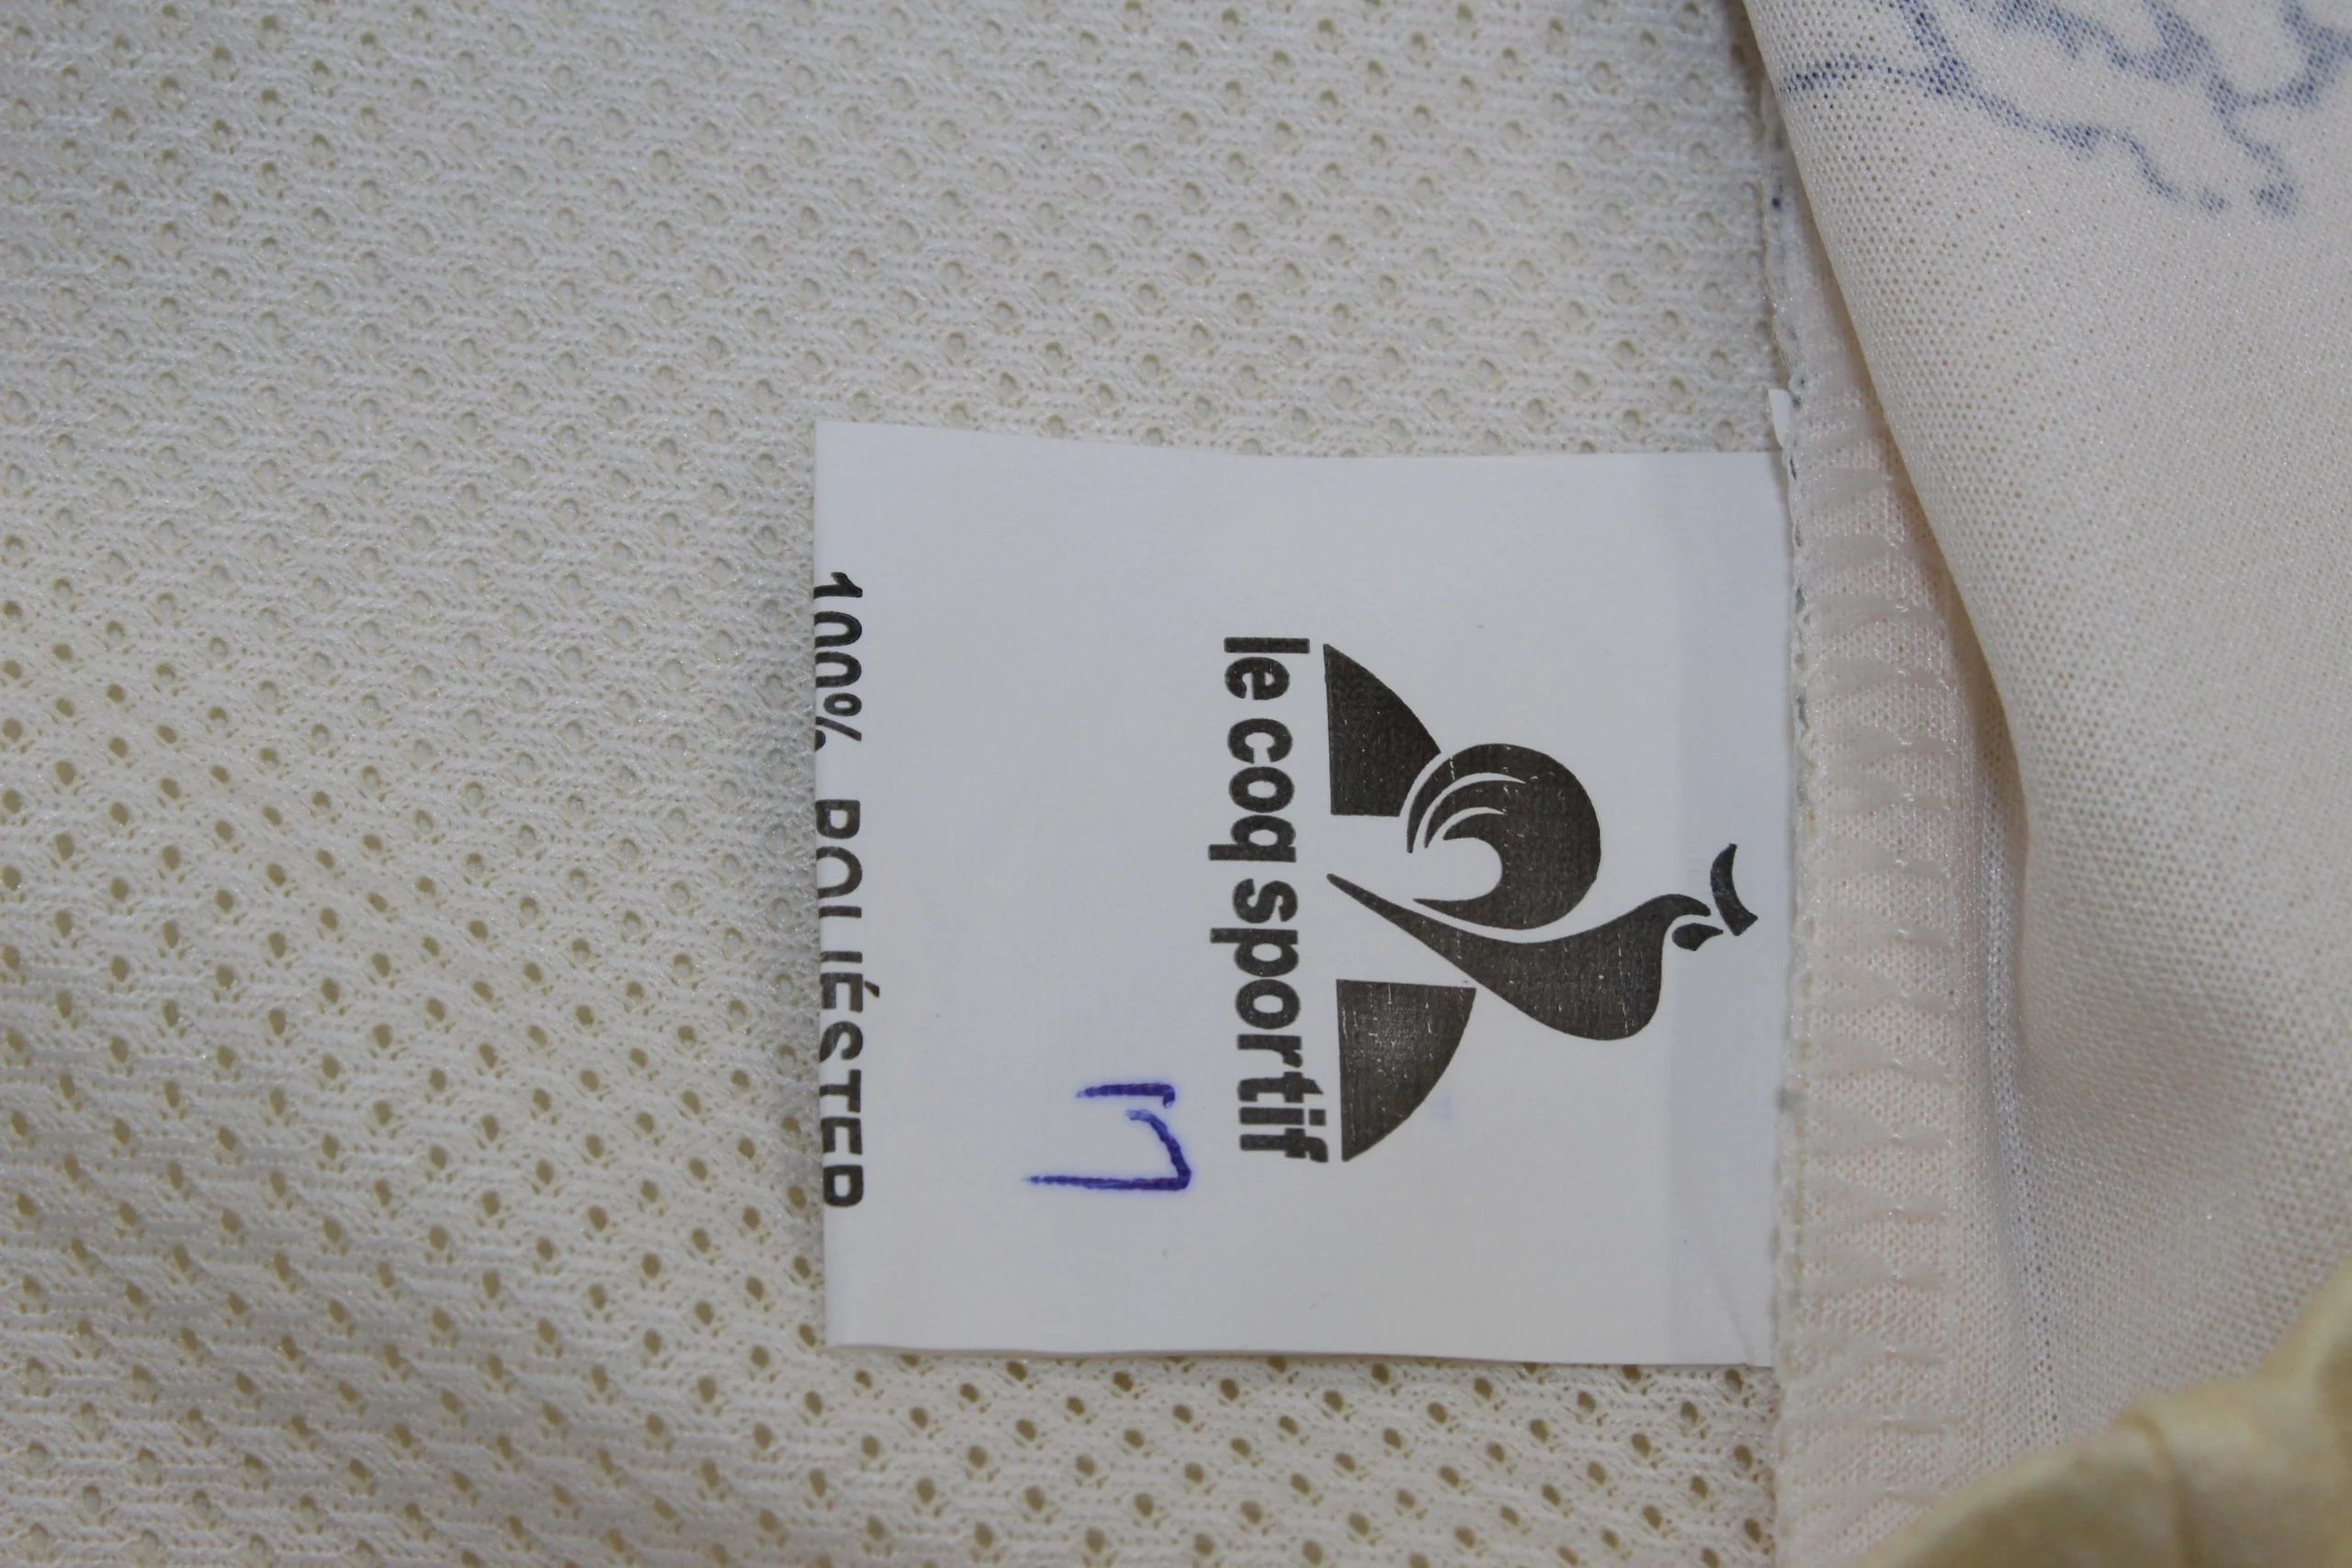 le coq sportif
100% POLIÉSTER